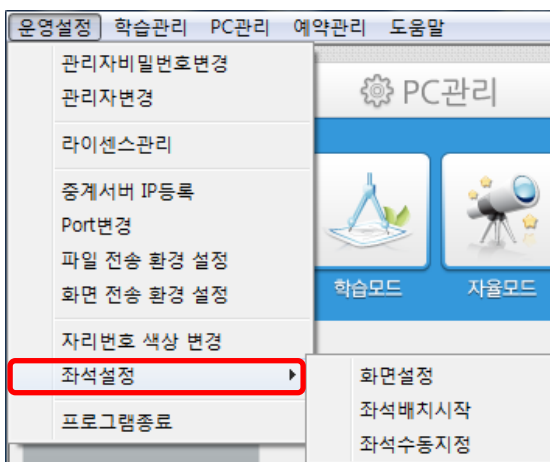 운영설정 학습관리 PC관리 예약관리 도움말
관리자비밀번호변경
관리자변경
라이센스관리
중계서버 IP등록
Port변경
파일 전송 환경 설정
화면 전송 환경 설정
자리번호 색상 변경
좌석설정
프로그램종료
PC관리
학습모드 자율모드
화면설정
좌석배치시작
좌석수동지정